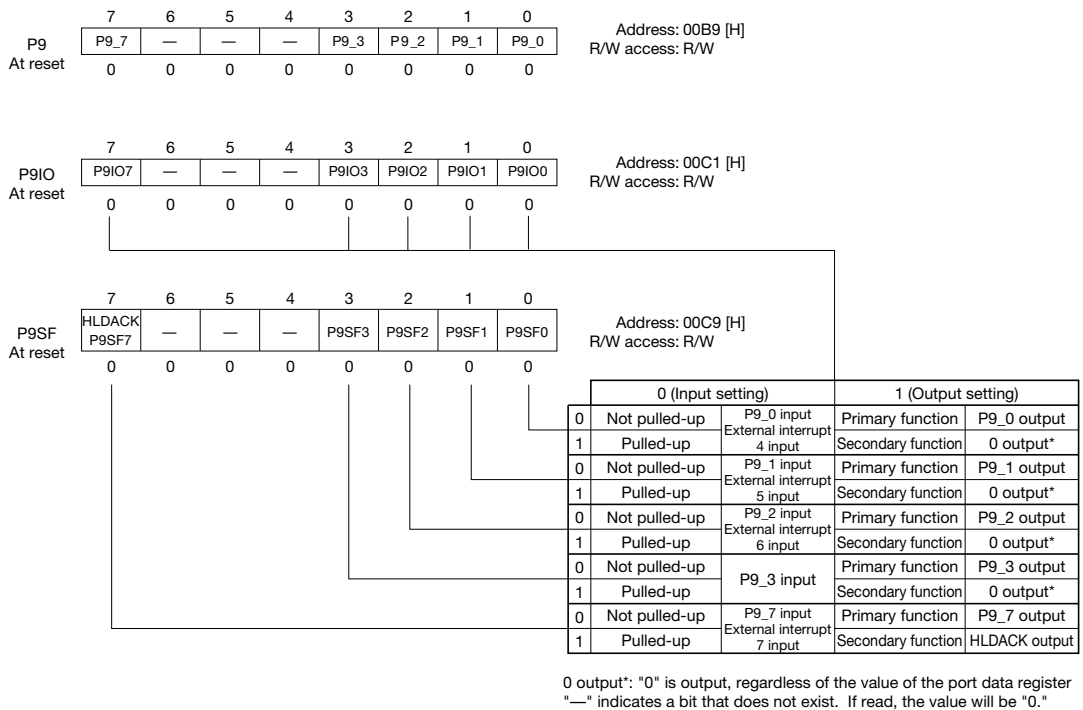 7 6 5 4 3 2 1 0
P9 P9_7 — — — P9_3 P9_2 P9_1 P9_0
At reset 0 0 0 0 0 0 0 0
Address: 00B9 [H]
R/W access: R/W
7 6 5 4 3 2 1 0
P9IO P9IO7 — — — P9IO3 P9IO2 P9IO1 P9IO0
At reset 0 0 0 0 0 0 0 0
Address: 00C1 [H]
R/W access: R/W
7 6 5 4 3 2 1 0
P9SF HLDACK P9SF7 — — — P9SF3 P9SF2 P9SF1 P9SF0
At reset 0 0 0 0 0 0 0 0
Address: 00C9 [H]
R/W access: R/W
0 (Input setting) 1 (Output setting)
0 Not pulled-up P9_0 input Primary function P9_0 output
External interrupt
1 Pulled-up 4 input Secondary function 0 output*
0 Not pulled-up P9_1 input Primary function P9_1 output
External interrupt
1 Pulled-up 5 input Secondary function 0 output*
0 Not pulled-up P9_2 input Primary function P9_2 output
External interrupt
1 Pulled-up 6 input Secondary function 0 output*
0 Not pulled-up Primary function P9_3 output
P9_3 input
1 Pulled-up Secondary function 0 output*
0 Not pulled-up P9_7 input Primary function P9_7 output
External interrupt
1 Pulled-up 7 input Secondary function HLDACK output
0 output*: "0" is output, regardless of the value of the port data register
"—" indicates a bit that does not exist. If read, the value will be "0."